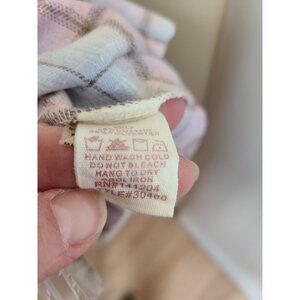 HAND WASH COLD
DO NOT BLEACH
HANG TO DRY
COOL IRON
RN#141204
STYLE#30460